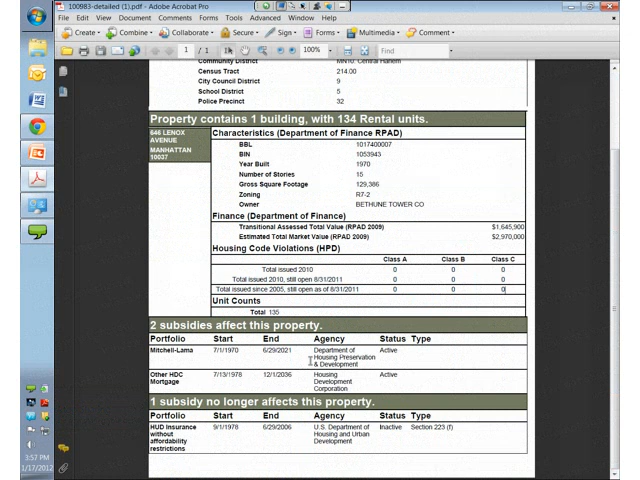 100983-detailed (1).pdf - Adobe Acrobat Pro
File Edit View Document Comments Forms Tools Advanced Window Help
Create Combine Collaborate Secure Sign Forms Multimedia Comment
1 / 1 100% Find
Community District MN10: Central Harlem
Census Tract 214.00
City Council District 9
School District 5
Police Precinct 32
Property contains 1 building, with 134 Rental units.
646 LENOX AVENUE MANHATTAN 10037
Characteristics (Department of Finance RPAD)
BBL 1017400007
BIN 1053943
Year Built 1970
Number of Stories 15
Gross Square Footage 129,386
Zoning R7-2
Owner BETHUNE TOWER CO
Finance (Department of Finance)
Transitional Assessed Total Value (RPAD 2009) $1,645,900
Estimated Total Market Value (RPAD 2009) $2,970,000
Housing Code Violations (HPD)
Class A Class B Class C
Total issued 2010 0 0 0
Total issued 2010, still open 8/31/2011 0 0 0
Total issued since 2005, still open as of 8/31/2011 0 0 0
Unit Counts
Total 135
2 subsidies affect this property.
Portfolio Start End Agency Status Type
Mitchell-Lama 7/1/1970 6/29/2021 Department of Housing Preservation & Development Active
Other HDC Mortgage 7/13/1978 12/1/2036 Housing Development Corporation Active
1 subsidy no longer affects this property.
Portfolio Start End Agency Status Type
HUD Insurance without affordability restrictions 9/1/1978 6/29/2006 U.S. Department of Housing and Urban Development Inactive Section 223 (f)
3:57 PM
1/17/2012